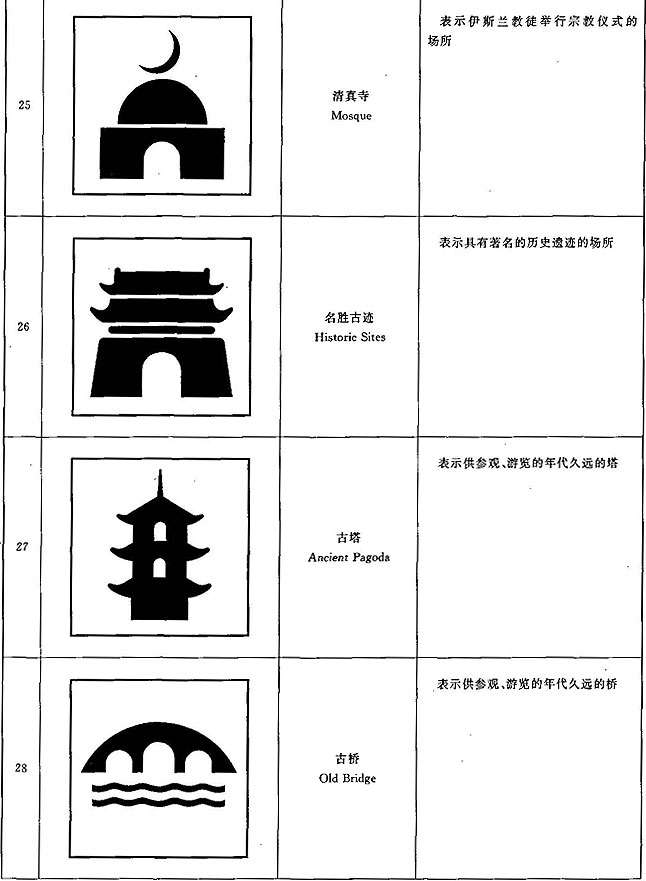 25
清真寺
Mosque
表示伊斯兰教徒举行宗教仪式的
场所
26
名胜古迹
Historic Sites
表示具有著名的历史遗迹的场所
27
古塔
Ancient Pagoda
表示供参观、游览的年代久远的塔
28
古桥
Old Bridge
表示供参观、游览的年代久远的桥